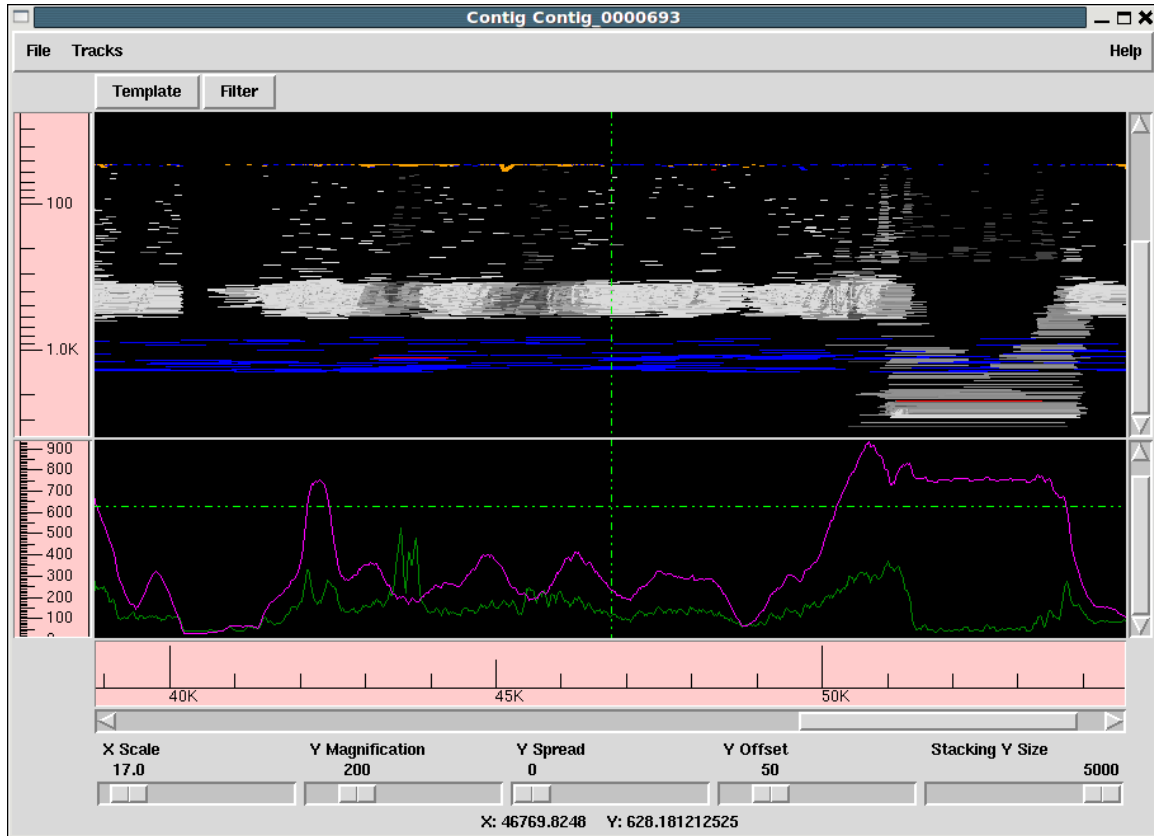 Contig Contig_0000693
File Tracks Help
Template Filter
100
1.0K
900
800
700
600
500
400
300
200
100
0
40K 45K 50K
X Scale Y Magnification Y Spread Y Offset Stacking Y Size
17.0 200 0 50 5000
X: 46769.8248 Y: 628.181212525